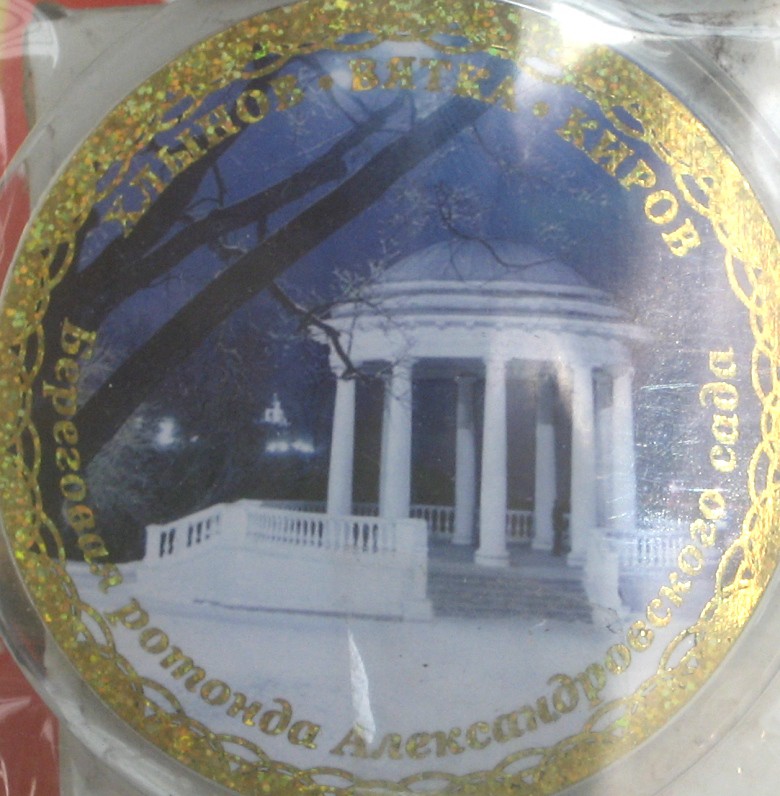 ХЛЫНОВ • ВЯТКА • КИРОВ
Береговая ротонда Александровского сада